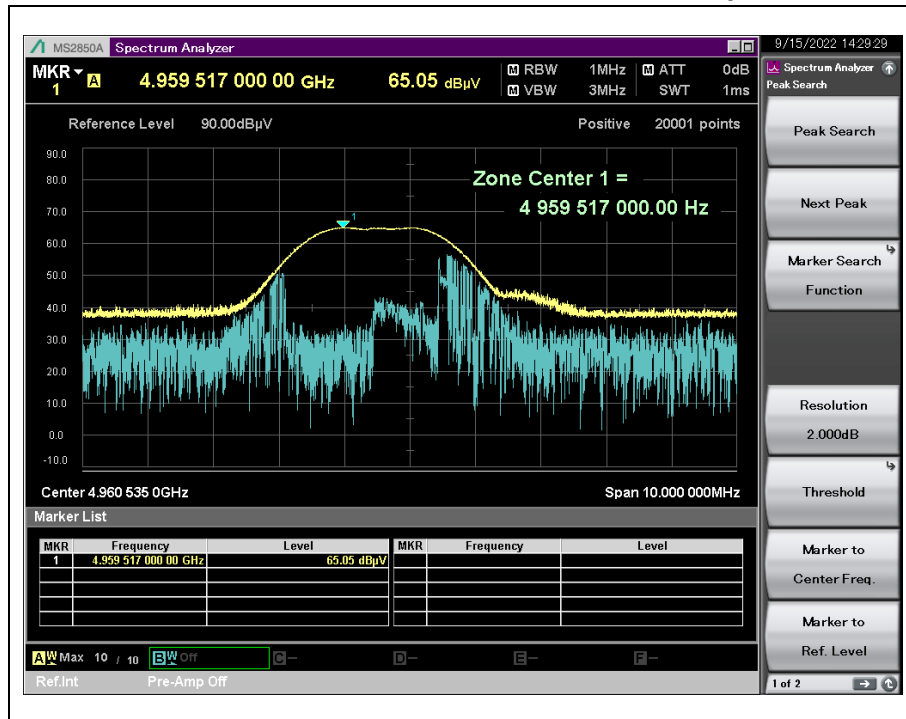 MS2850A Spectrum Analyzer
9/15/2022 14:29:29
MKR 1 A 4.959 517 000 00 GHz 65.05 dBµV
RBW 1MHz ATT 0dB
VBW 3MHz SWT 1ms
Spectrum Analyzer
Peak Search
Reference Level 90.00dBµV Positive 20001 points
90.0
80.0
70.0
60.0
50.0
40.0
30.0
20.0
10.0
0.0
-10.0
Zone Center 1 =
4 959 517 000.00 Hz
1
Center 4.960 535 0GHz Span 10.000 000MHz
Marker List
MKR Frequency Level MKR Frequency Level
1 4.959 517 000 00 GHz 65.05 dBµV
A W Max 10 / 10 B W Off C – D – E – F –
Ref.Int Pre-Amp Off
Peak Search
Next Peak
Marker Search
Function
Resolution
2.000dB
Threshold
Marker to
Center Freq.
Marker to
Ref. Level
1 of 2